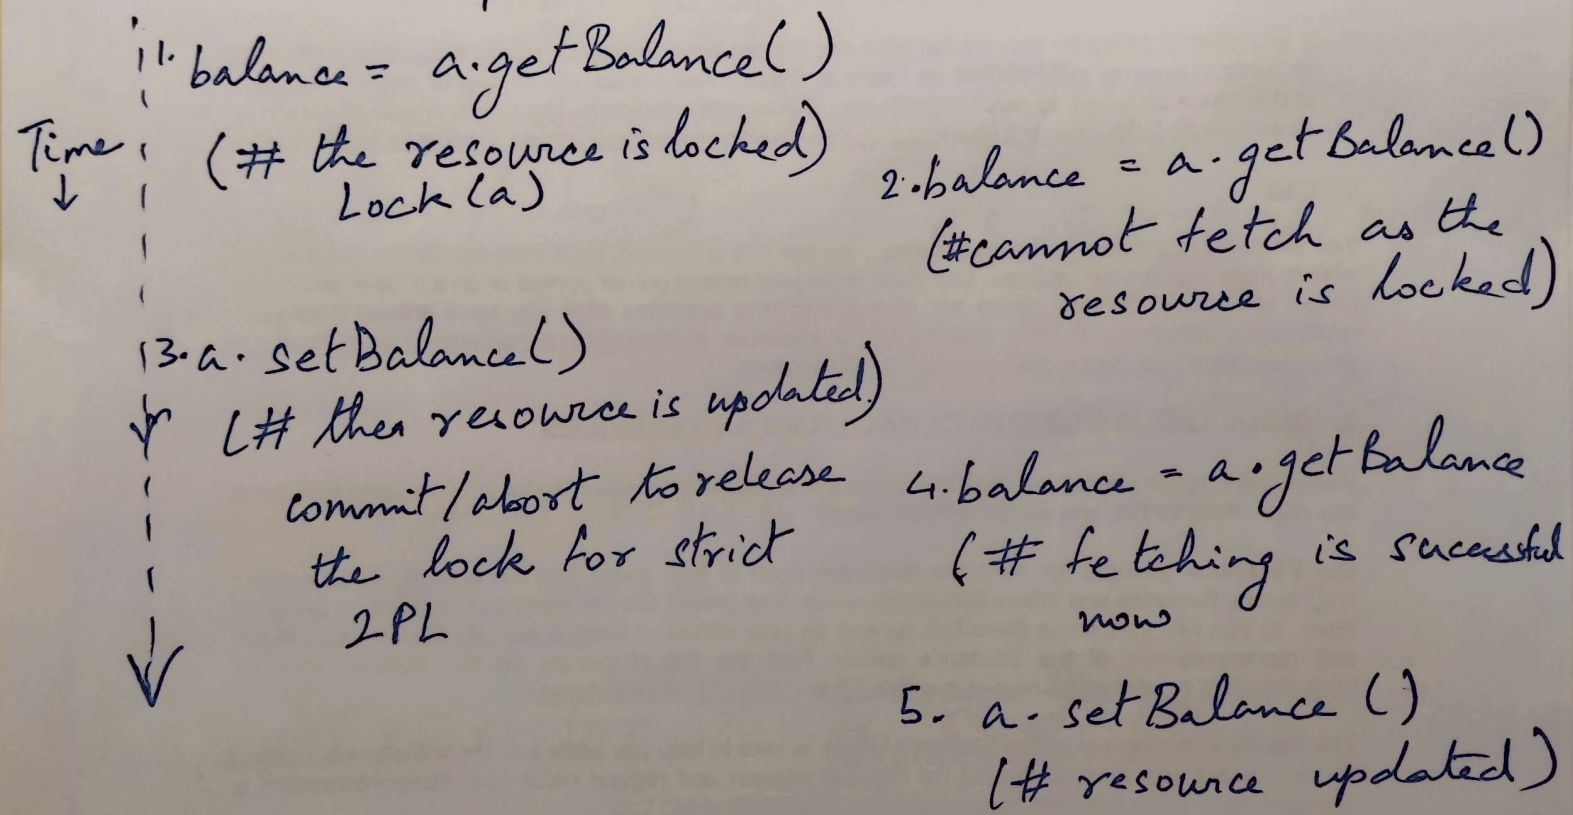 1. balance = a.getBalance()
Time ↓
(# the resource is locked)
Lock(a)
2. balance = a.getBalance()
(#cannot fetch as the
resource is locked)
3. a. setBalance()
(# then resource is updated.)
commit/abort to release
the lock for strict
2PL
4. balance = a.getBalance
(# fetching is sucessful
now
5. a. setBalance ()
(# resource updated)